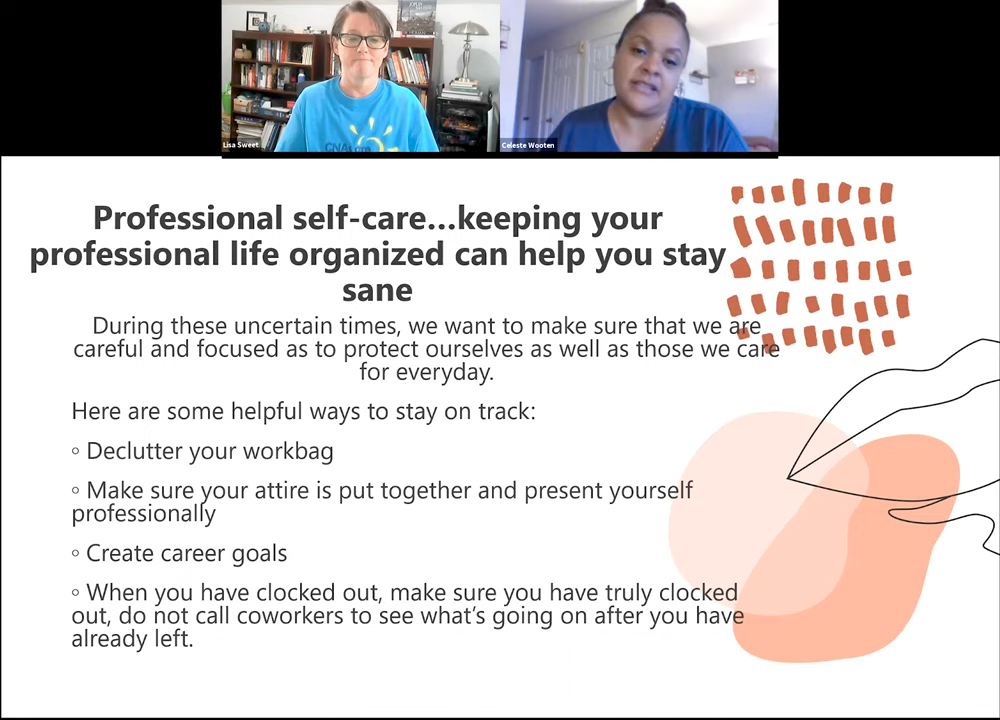 Lisa Sweet
Celeste Wooten
Professional self-care...keeping your
professional life organized can help you stay
sane
During these uncertain times, we want to make sure that we are
careful and focused as to protect ourselves as well as those we care
for everyday.
Here are some helpful ways to stay on track:
◦ Declutter your workbag
◦ Make sure your attire is put together and present yourself
professionally
◦ Create career goals
◦ When you have clocked out, make sure you have truly clocked
out, do not call coworkers to see what's going on after you have
already left.